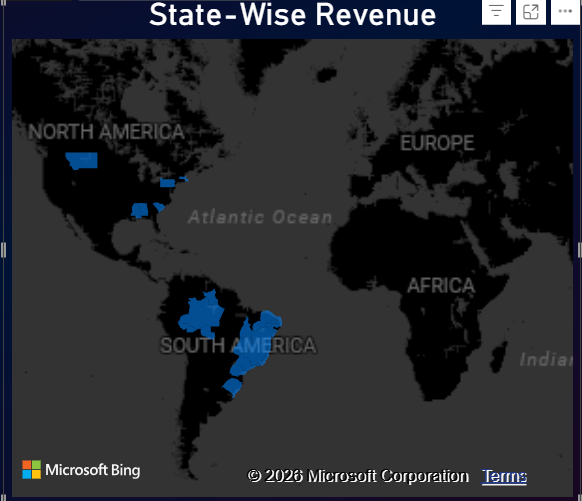 State-Wise Revenue
NORTH AMERICA
EUROPE
Atlantic Ocean
AFRICA
SOUTH AMERICA
Indian
Microsoft Bing
© 2026 Microsoft Corporation Terms